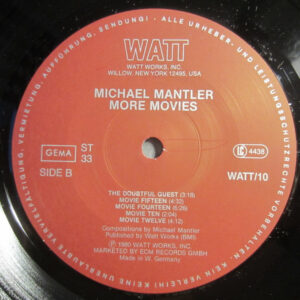 WATT
WATT WORKS, INC.
WILLOW, NEW YORK 12495, USA
MICHAEL MANTLER
MORE MOVIES
GEMA
ST
33
LC 4436
SIDE B
WATT/10
THE DOUBTFUL GUEST (3:18)
MOVIE FIFTEEN (4:32)
MOVIE FOURTEEN (6:26)
MOVIE TEN (2:04)
MOVIE TWELVE (4:12)
Compositions by Michael Mantler
Published by Watt Works (BMI)
℗ 1980 WATT WORKS, INC.
MARKETED BY ECM RECORDS GMBH
Made in W. Germany
VERMIETUNG, AUFFÜHRUNG, SENDUNG! - ALLE URHEBER- UND LEISTUNGSSCHUTZRECHTE VORBEHALTEN. KEIN VERLEIH! KEINE UNERLAUBTE VERVIELFÄLTIGUNG,